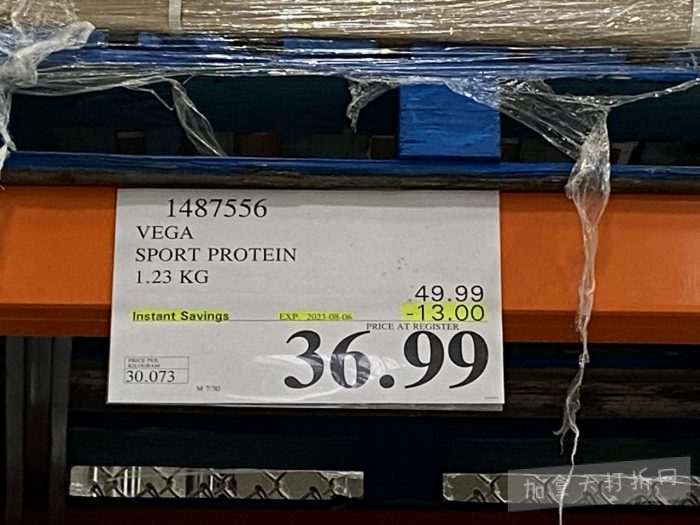 1487556
VEGA
SPORT PROTEIN
1.23 KG
49.99
Instant Savings EXP. 2023-08-06 -13.00
PRICE AT REGISTER
36.99
PRICE PER
KILOGRAM
30.073
M 7/30
加拿大打折网